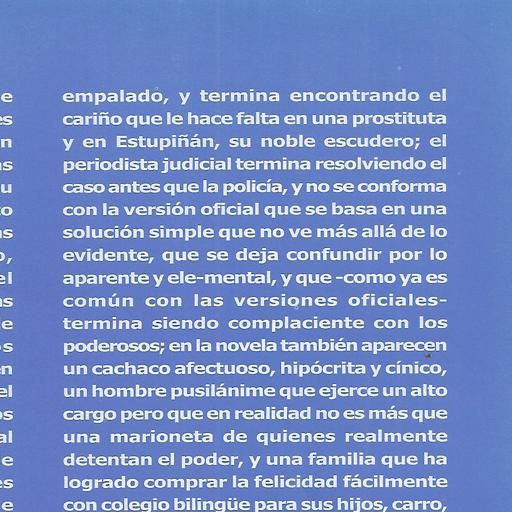 empalado, y termina encontrando el
cariño que le hace falta en una prostituta
y en Estupiñán, su noble escudero; el
periodista judicial termina resolviendo el
caso antes que la policía, y no se conforma
con la versión oficial que se basa en una
solución simple que no ve más allá de lo
evidente, que se deja confundir por lo
aparente y ele-mental, y que -como ya es
común con las versiones oficiales-
termina siendo complaciente con los
poderosos; en la novela también aparecen
un cachaco afectuoso, hipócrita y cínico,
un hombre pusilánime que ejerce un alto
cargo pero que en realidad no es más que
una marioneta de quienes realmente
detentan el poder, y una familia que ha
logrado comprar la felicidad fácilmente
con colegio bilingüe para sus hijos, carro,